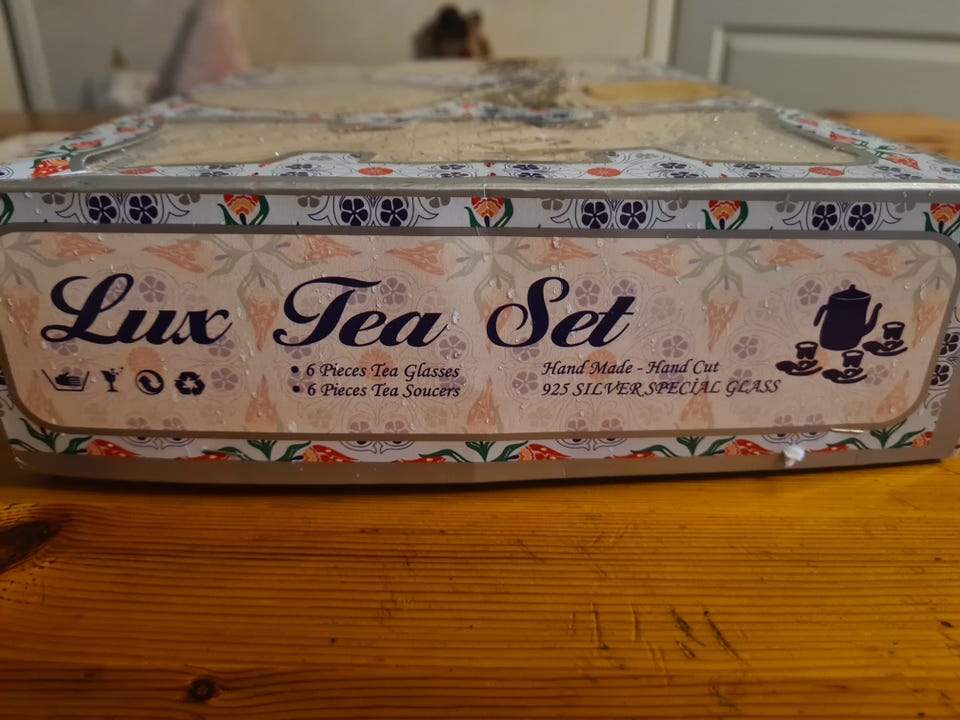 Lux Tea Set
• 6 Pieces Tea Glasses
• 6 Pieces Tea Soucers
Hand Made - Hand Cut
925 SILVER SPECİAL GLASS